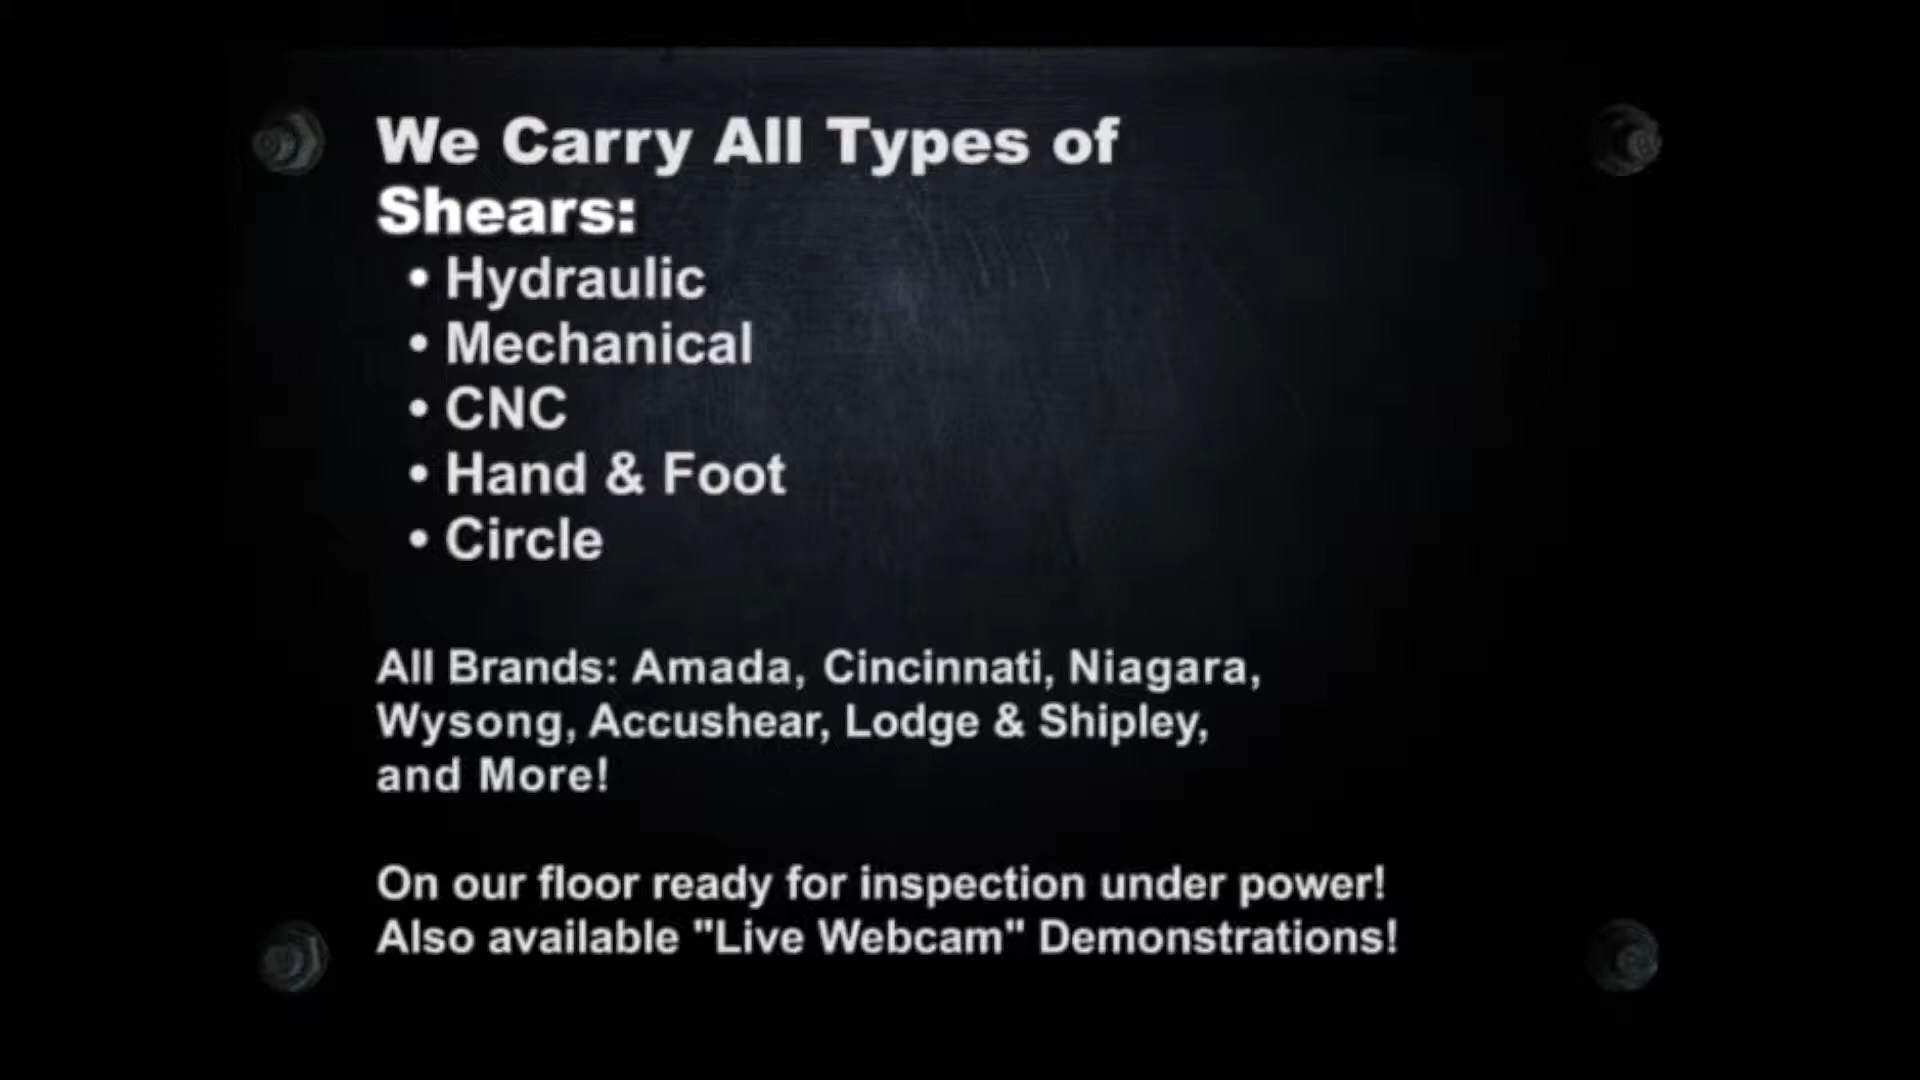 We Carry All Types of
Shears:
• Hydraulic
• Mechanical
• CNC
• Hand & Foot
• Circle
All Brands: Amada, Cincinnati, Niagara,
Wysong, Accushear, Lodge & Shipley,
and More!
On our floor ready for inspection under power!
Also available "Live Webcam" Demonstrations!